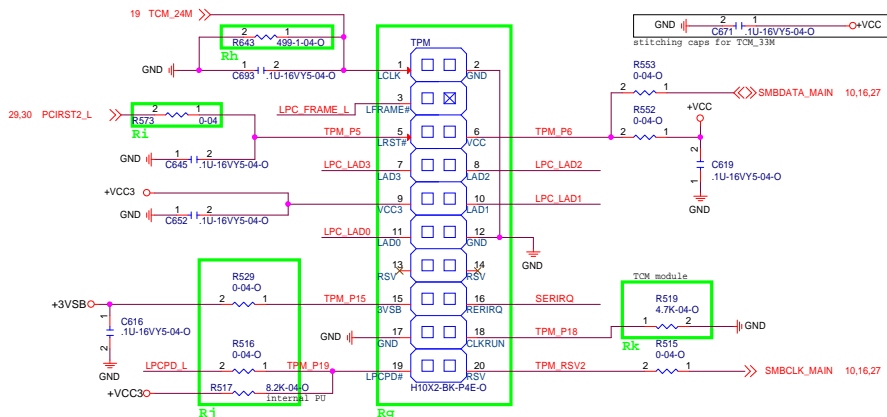 19 TCM_24M
2 1
R643 499-1-04-O
Rh
GND
2 1
C693 .1U-16VY5-04-O
TPM
1 LCLK
2 GND
GND
2 1
C671 .1U-16VY5-04-O
+VCC
stitching caps for TCM_33M
LPC_FRAME_L
3 LFRAME#
R553
0-04-O
2 1
SMBDATA_MAIN 10,16,27
R552
0-04-O
2 1
+VCC
29,30 PCIRST2_L
2 1
R573 0-04
Ri
TPM_P5
5 LRST#
6 VCC
TPM_P6
GND
1 2
C645 .1U-16VY5-04-O
2
C619
.1U-16VY5-04-O
1
GND
LPC_LAD3
7 LAD3
8 LAD2
LPC_LAD2
+VCC3
9 VCC3
10 LAD1
LPC_LAD1
GND
1 2
C652 .1U-16VY5-04-O
LPC_LAD0
11 LAD0
12 GND
GND
13 RSV
14 RSV
+3VSB
R529
0-04-O
2 1
TPM_P15
15 3VSB
16 RERIRQ
SERIRQ
TCM module
R519
4.7K-04-O
1 2
GND
Rk
1
C616
.1U-16VY5-04-O
2
GND
GND
17 GND
18 CLKRUN
TPM_P18
LPCPD_L
R516
0-04-O
2 1
TPM_P19
19 LPCPD#
20 RSV
TPM_RSV2
R515
0-04-O
2 1
SMBCLK_MAIN 10,16,27
+VCC3
R517
2 1
8.2K-04-O
internal PU
Rj
H10X2-BK-P4E-O
Rg